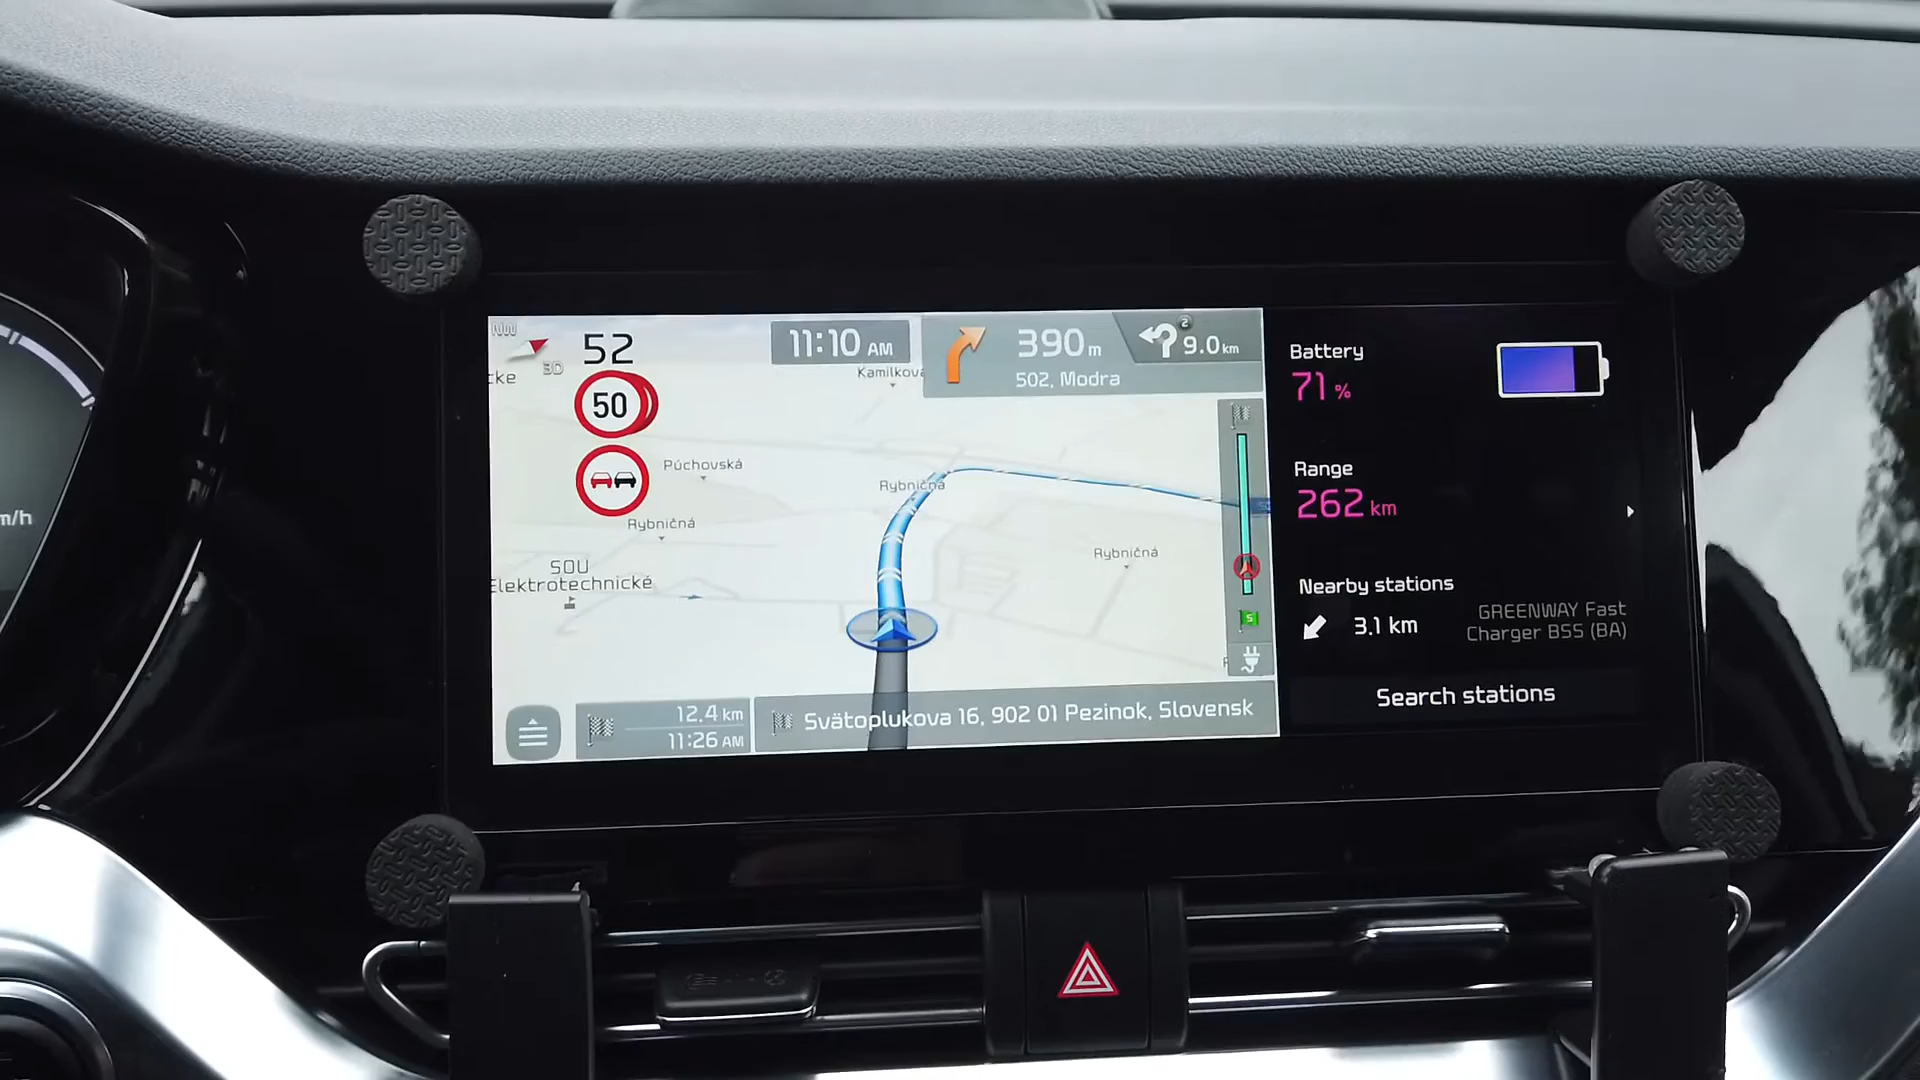 NW
3D
52
50
11:10 AM
390 m
502, Modra
2
9.0 km
Kamilkova
Púchovská
Rybničná
Rybničná
Rybničná
SOU
Elektrotechnické
S
12.4 km
11:26 AM
Svätoplukova 16, 902 01 Pezinok, Slovensk
Battery
71 %
Range
262 km
Nearby stations
3.1 km
GREENWAY Fast
Charger BSS (BA)
Search stations
m/h